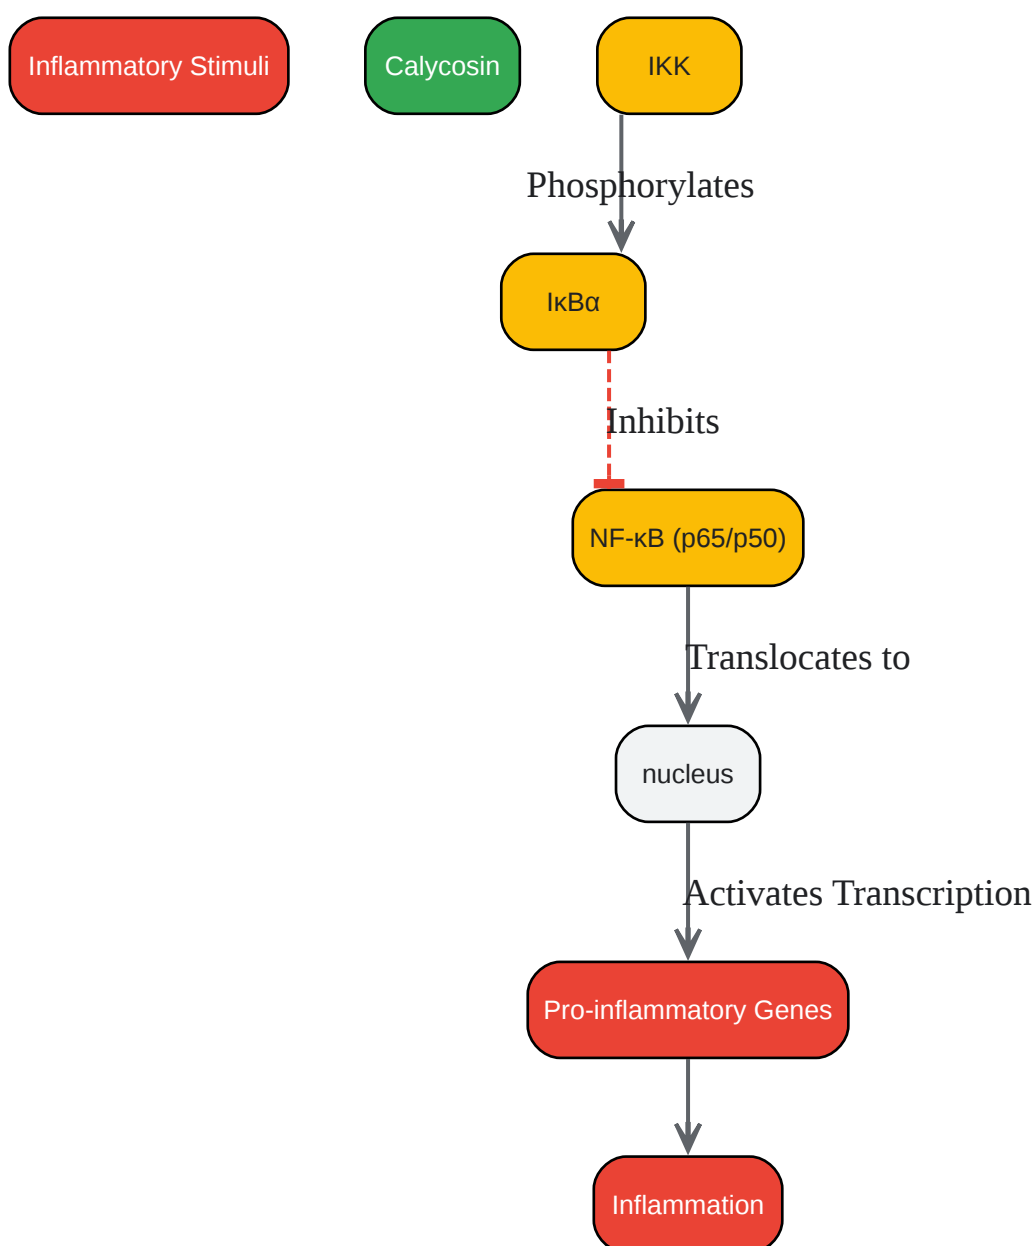 Inflammatory Stimuli
Calycosin
IKK
Phosphorylates
IκBα
Inhibits
NF-κB (p65/p50)
Translocates to
nucleus
Activates Transcription
Pro-inflammatory Genes
Inflammation